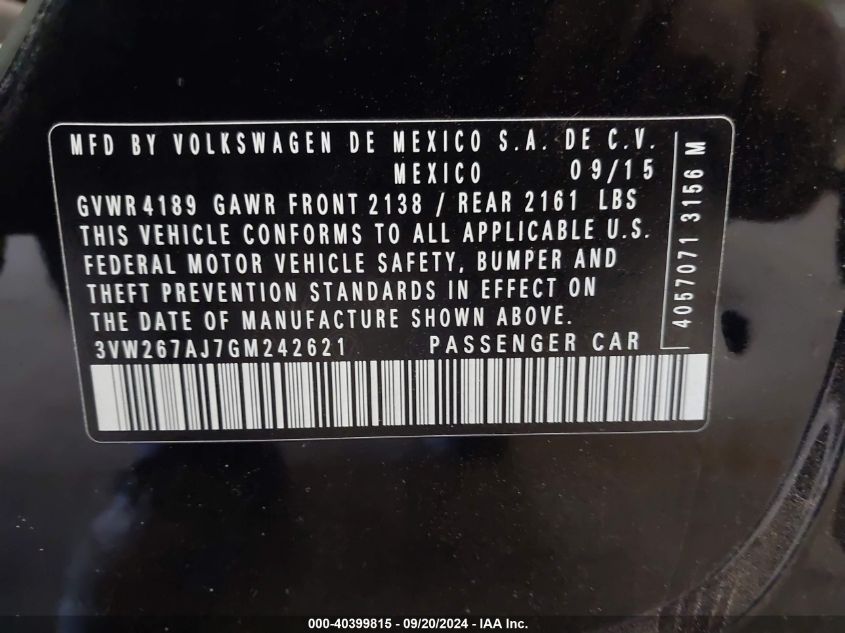 MFD BY VOLKSWAGEN DE MEXICO S.A. DE C.V.
MEXICO 09/15
GVWR 4189 GAWR FRONT 2138 / REAR 2161 LBS
THIS VEHICLE CONFORMS TO ALL APPLICABLE U.S.
FEDERAL MOTOR VEHICLE SAFETY, BUMPER AND
THEFT PREVENTION STANDARDS IN EFFECT ON
THE DATE OF MANUFACTURE SHOWN ABOVE.
3VW267AJ7GM242621 PASSENGER CAR
4057071 3156 M
000-40399815 - 09/20/2024 - IAA Inc.